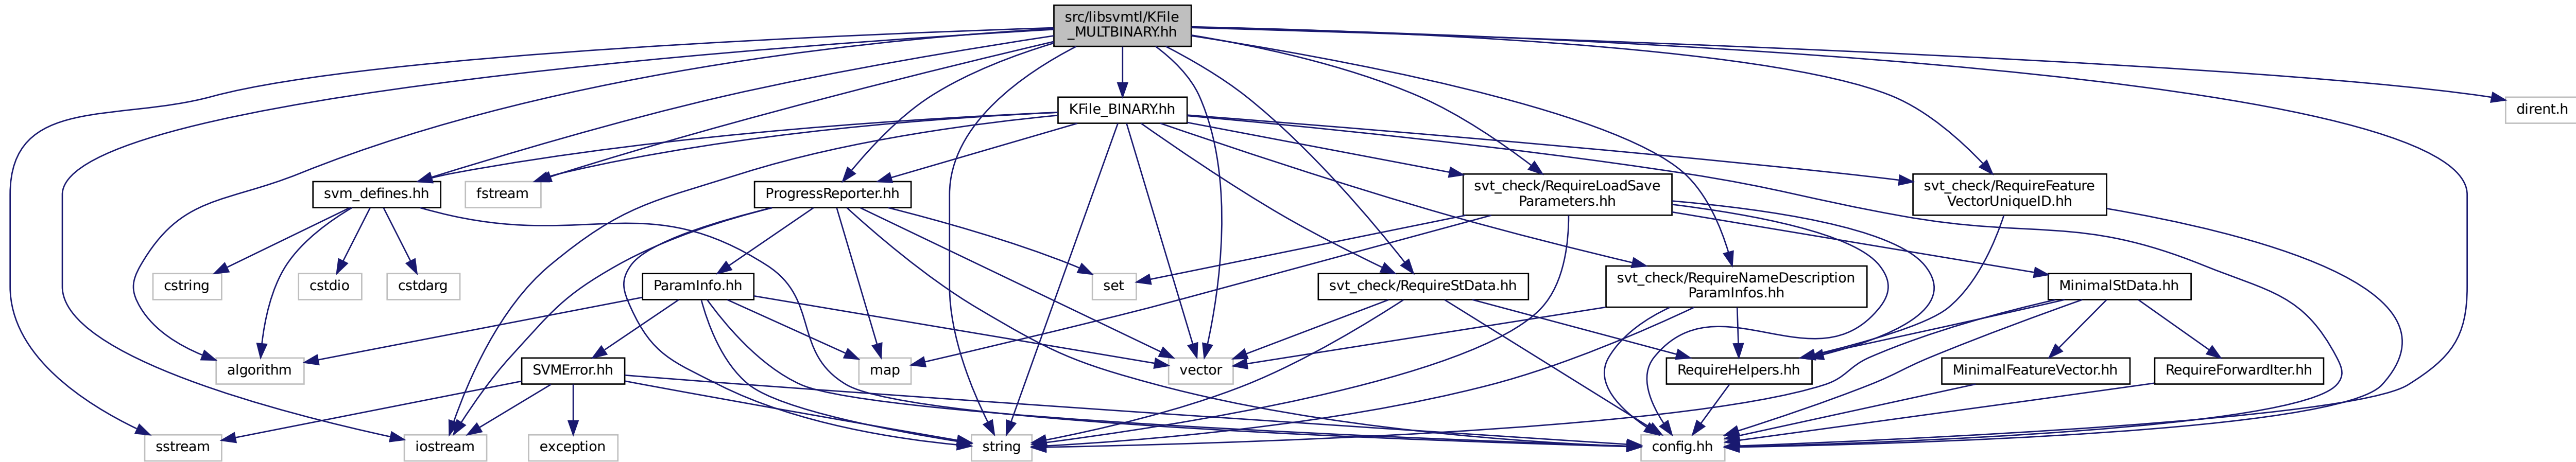 src/libsvmtl/KFile
_MULTBINARY.hh
dirent.h
KFile_BINARY.hh
svm_defines.hh
fstream
ProgressReporter.hh
svt_check/RequireLoadSave
Parameters.hh
svt_check/RequireFeature
VectorUniqueID.hh
cstring
cstdio
cstdarg
ParamInfo.hh
set
svt_check/RequireStData.hh
svt_check/RequireNameDescription
ParamInfos.hh
MinimalStData.hh
algorithm
SVMError.hh
map
vector
RequireHelpers.hh
MinimalFeatureVector.hh
RequireForwardIter.hh
sstream
iostream
exception
string
config.hh